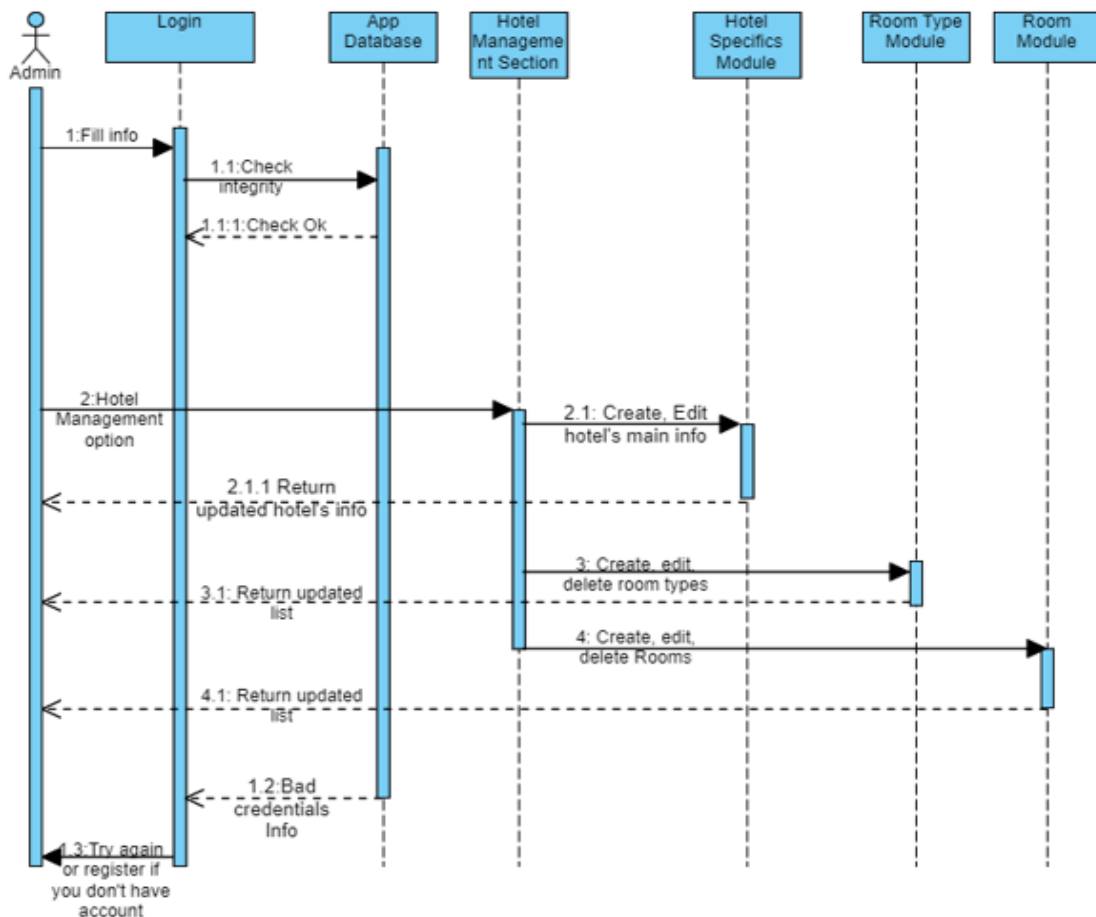 Login
App
Database
Hotel
Manageme
nt Section
Hotel
Specifics
Module
Room Type
Module
Room
Module
Admin
1:Fill info
1.1:Check
integrity
1.1:1:Check Ok
2:Hotel
Management
option
2.1: Create, Edit
hotel's main info
2.1.1 Return
updated hotel's info
3: Create, edit,
delete room types
3.1: Return updated
list
4: Create, edit,
delete Rooms
4.1: Return updated
list
1.2:Bad
credentials
Info
1.3:Try again
or register if
you don't have
account